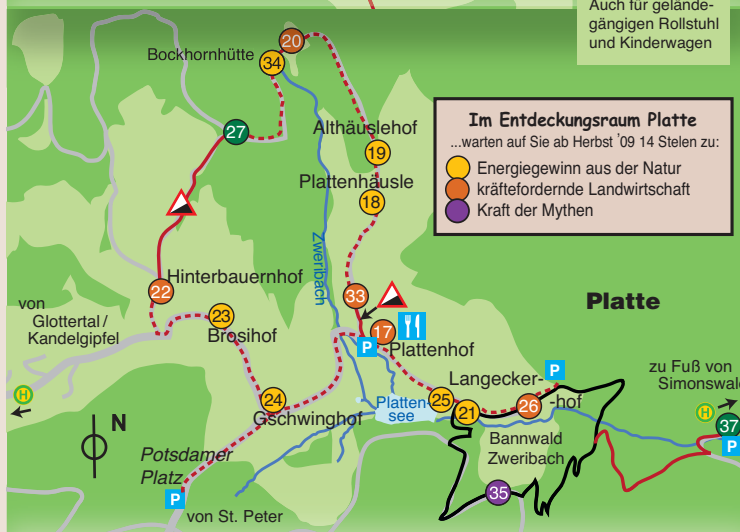 Auch für gelände-
gängigen Rollstuhl
und Kinderwagen
20
Bockhornhütte
34
27
Althäuslehof
19
Plattenhäusle
18
Im Entdeckungsraum Platte
...warten auf Sie ab Herbst '09 14 Stelen zu:
Energiegewinn aus der Natur
kräftefordernde Landwirtschaft
Kraft der Mythen
Zweribach
Hinterbauernhof
22
33
von
Glottertal/
Kandelgipfel
23
Brosihof
17
P
Plattenhof
Platte
H
24
Gschwinghof
Platten-
see
25
21
Langecker-
-hof
26
P
zu Fuß von
Simonswald
H
37
P
N
Potsdamer
Platz
P
von St. Peter
Bannwald
Zweribach
35